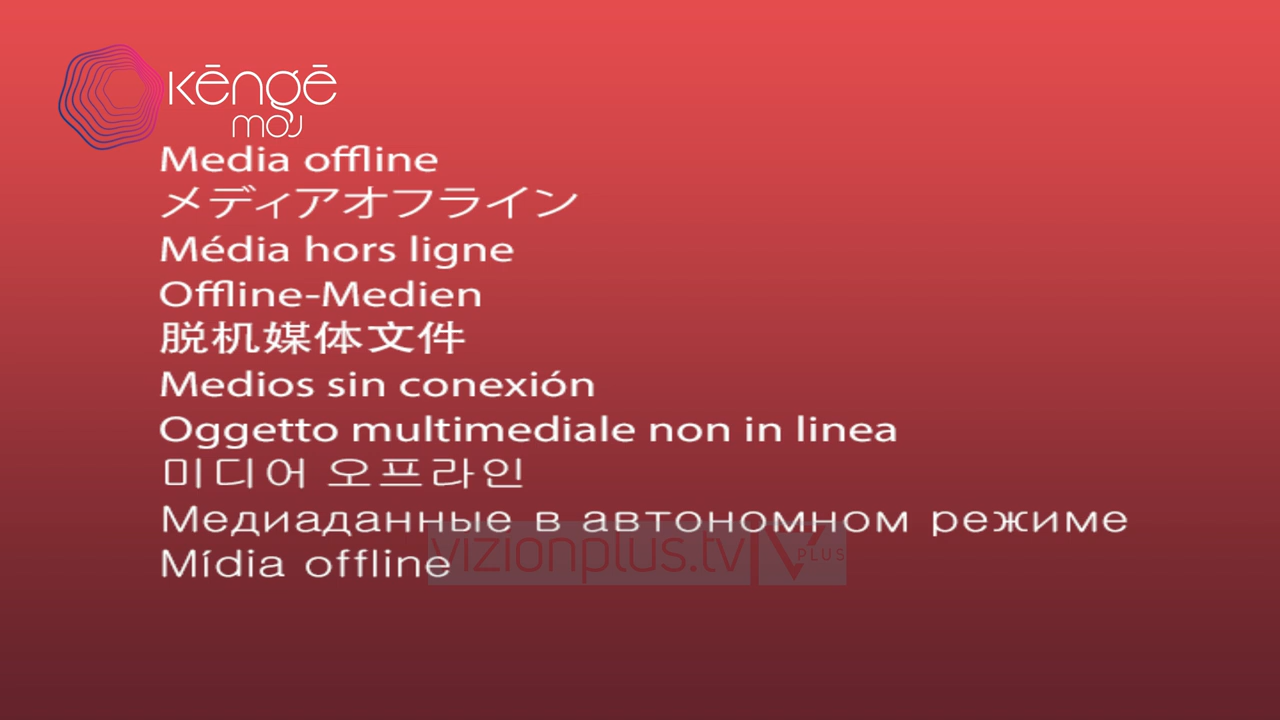 Kēngē
moj
Media offline
メディアオフライン
Média hors ligne
Offline-Medien
脱机媒体文件
Medios sin conexión
Oggetto multimediale non in linea
미디어 오프라인
Медиаданные в автономном режиме
Mídia offline
vizionplus.tv
PLUS